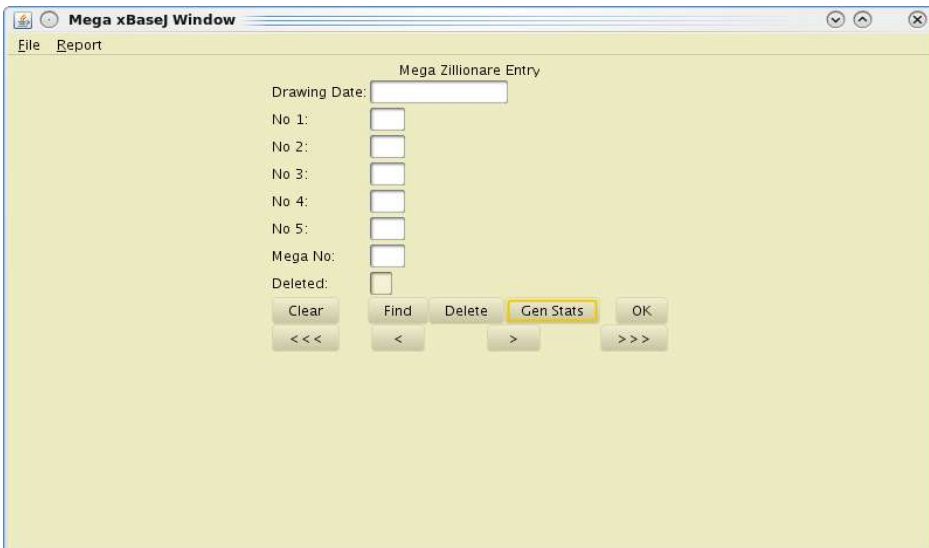 Mega xBaseJ Window
File Report
Mega Zillionare Entry
Drawing Date:
No 1:
No 2:
No 3:
No 4:
No 5:
Mega No:
Deleted:
Clear Find Delete Gen Stats OK
<<< < > >>>